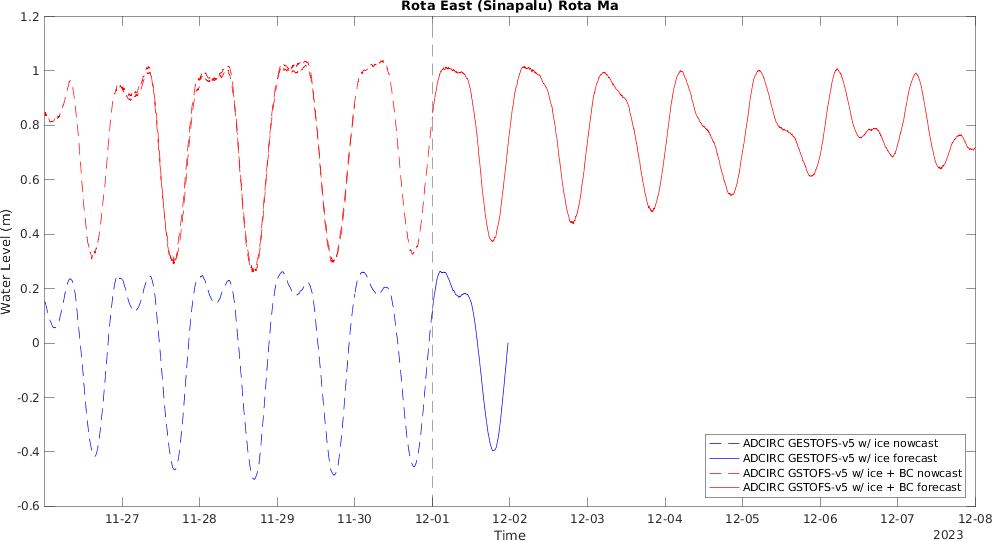 Rota East (Sinapalu) Rota Ma
1.2
1
0.8
0.6
0.4
0.2
0
-0.2
-0.4
-0.6
Water Level (m)
ADCIRC GESTOFS-v5 w/ ice nowcast
ADCIRC GESTOFS-v5 w/ ice forecast
ADCIRC GSTOFS-v5 w/ ice + BC nowcast
ADCIRC GSTOFS-v5 w/ ice + BC forecast
11-27 11-28 11-29 11-30 12-01 12-02 12-03 12-04 12-05 12-06 12-07 12-08
Time
2023